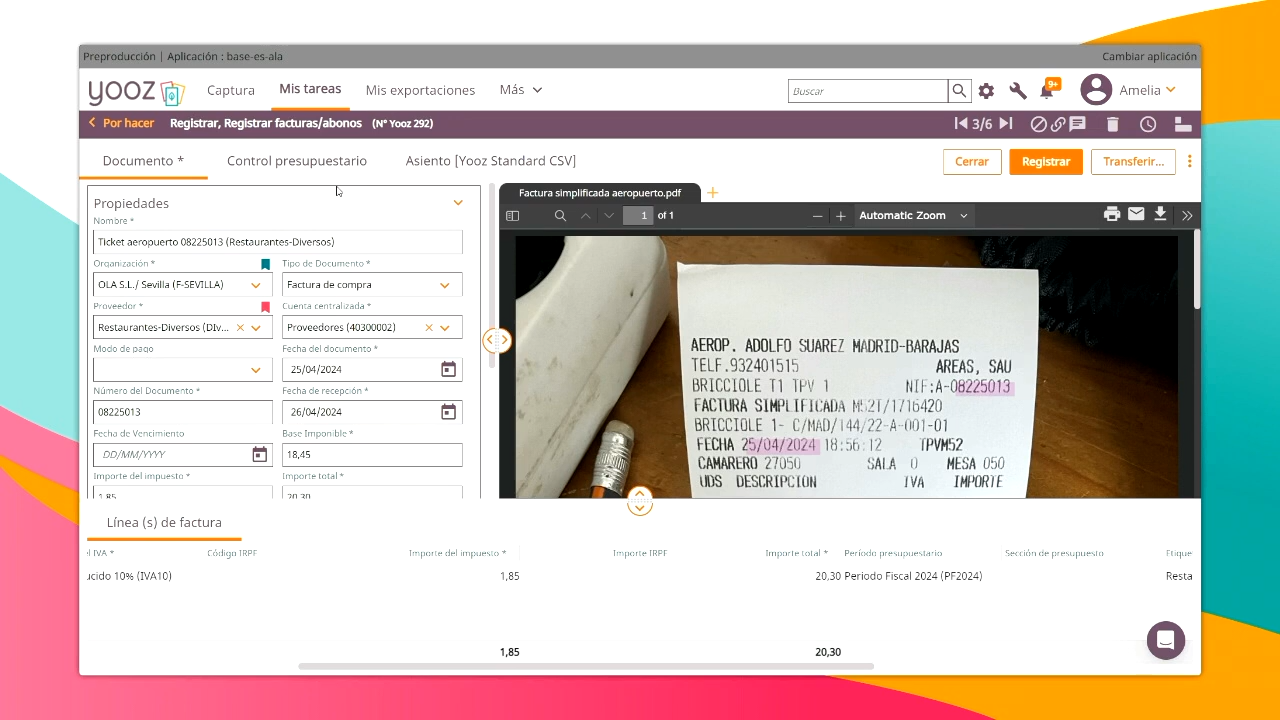 Preproducción | Aplicación : base-es-ala
Cambiar aplicación
yooz
Captura
Mis tareas
Mis exportaciones
Más
Buscar
9+
Amelia
Por hacer
Registrar, Registrar facturas/abonos (N° Yooz 292)
3/6
Documento *
Control presupuestario
Asiento [Yooz Standard CSV]
Cerrar
Registrar
Transferir...
Propiedades
Nombre *
Ticket aeropuerto 08225013 (Restaurantes-Diversos)
Organización *
Tipo de Documento *
OLA S.L./ Sevilla (F-SEVILLA)
Factura de compra
Proveedor *
Cuenta centralizada *
Restaurantes-Diversos (DIv...
Proveedores (40300002)
Modo de pago
Fecha del documento *
25/04/2024
Número del Documento *
Fecha de recepción *
08225013
26/04/2024
Fecha de Vencimiento
Base Imponible *
DD/MM/YYYY
18,45
Importe del impuesto *
Importe total *
1,85
20,30
Factura simplificada aeropuerto.pdf
1 of 1
Automatic Zoom
AEROP. ADOLFO SUAREZ MADRID-BARAJAS
TELF.932401515 AREAS, SAU
BRICCIOLE T1 TPV 1 NIF:A-08225013
FACTURA SIMPLIFICADA M52T/1716420
BRICCIOLE 1- C/MAD/144/22-A-001-01
FECHA 25/04/2024 18:56:12 TPVM52
CAMARERO 27050 SALA 0 MESA 050
UDS DESCRIPCION IVA IMPORTE
Línea (s) de factura
el IVA *
Código IRPF
Importe del impuesto *
Importe IRPF
Importe total *
Período presupuestario
Sección de presupuesto
Etique
ucido 10% (IVA10)
1,85
20,30
Periodo Fiscal 2024 (PF2024)
Resta
1,85
20,30